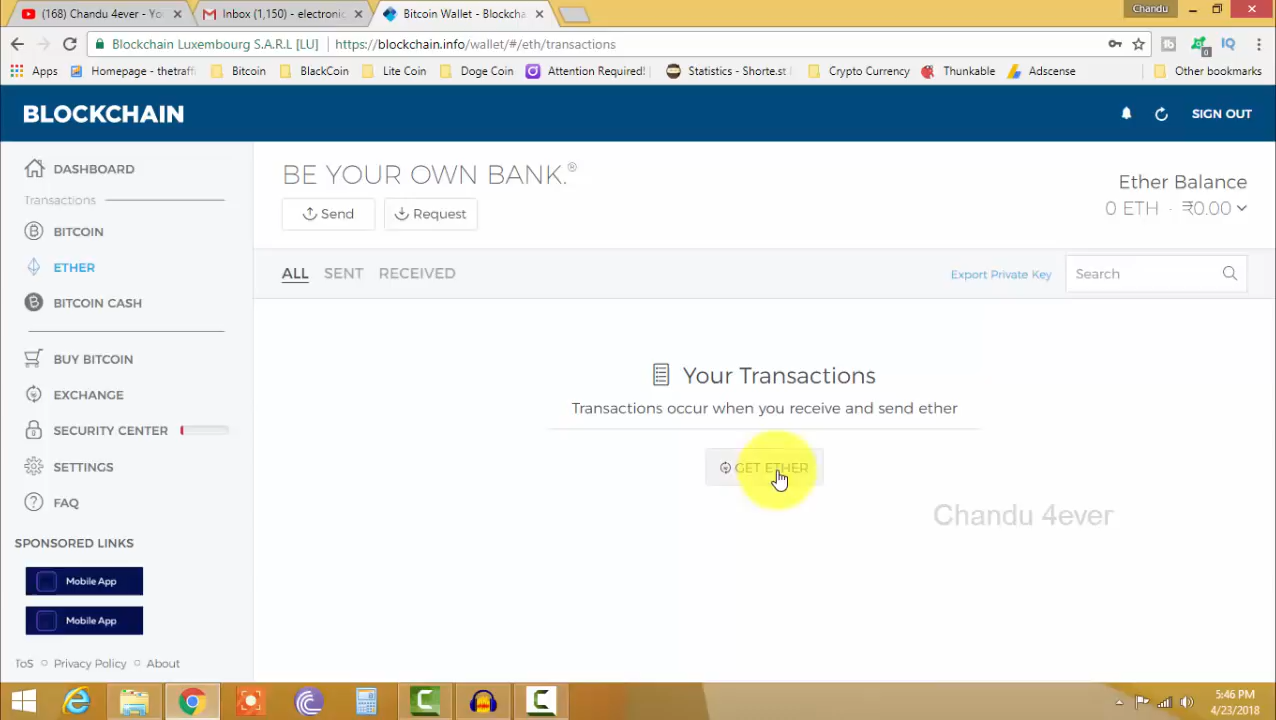 (168) Chandu 4ever - You
Inbox (1,150) - electronic
Bitcoin Wallet - Blockcha
Chandu
Blockchain Luxembourg S.A.R.L [LU]
https://blockchain.info/wallet/#/eth/transactions
Apps
Homepage - thetraffi
Bitcoin
BlackCoin
Lite Coin
Doge Coin
Attention Required!
Statistics - Shorte.st
Crypto Currency
Thunkable
Adscense
Other bookmarks
BLOCKCHAIN
SIGN OUT
DASHBOARD
Transactions
BITCOIN
ETHER
BITCOIN CASH
BUY BITCOIN
EXCHANGE
SECURITY CENTER
SETTINGS
FAQ
SPONSORED LINKS
Mobile App
Mobile App
ToS
Privacy Policy
About
BE YOUR OWN BANK.®
Send
Request
Ether Balance
0 ETH · ₹0.00
ALL
SENT
RECEIVED
Export Private Key
Search
Your Transactions
Transactions occur when you receive and send ether
GET ETHER
Chandu 4ever
5:46 PM
4/23/2018